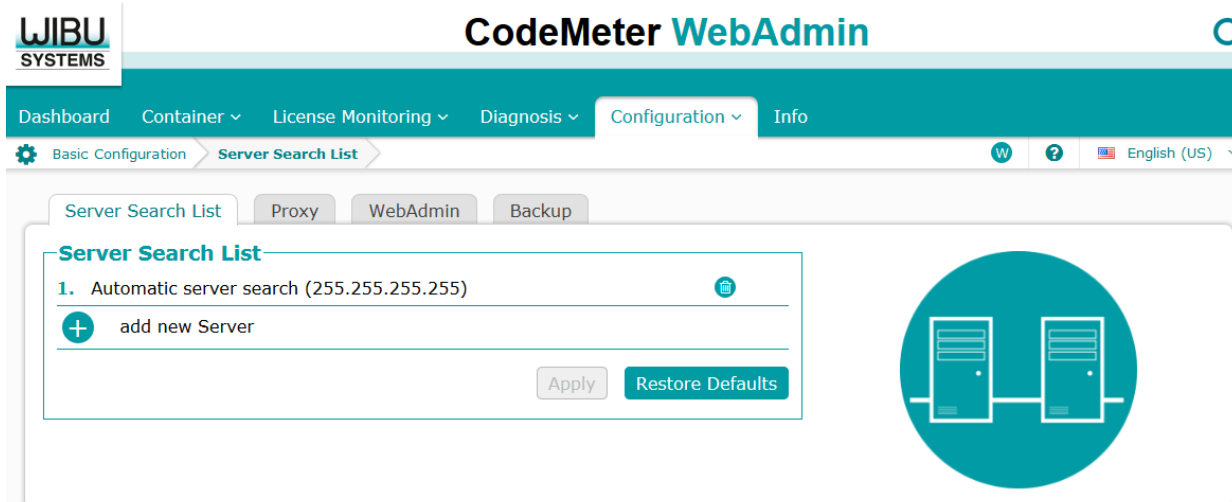 WIBU
SYSTEMS
CodeMeter WebAdmin
Dashboard Container License Monitoring Diagnosis Configuration Info
Basic Configuration Server Search List W ? English (US)
Server Search List Proxy WebAdmin Backup
Server Search List
1. Automatic server search (255.255.255.255)
+ add new Server
Apply Restore Defaults